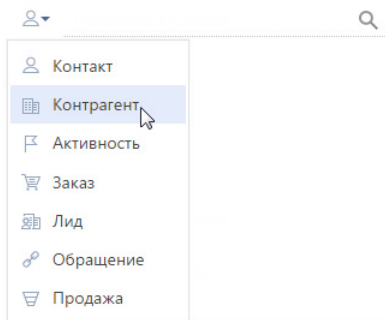 Контакт
Контрагент
Активность
Заказ
Лид
Обращение
Продажа